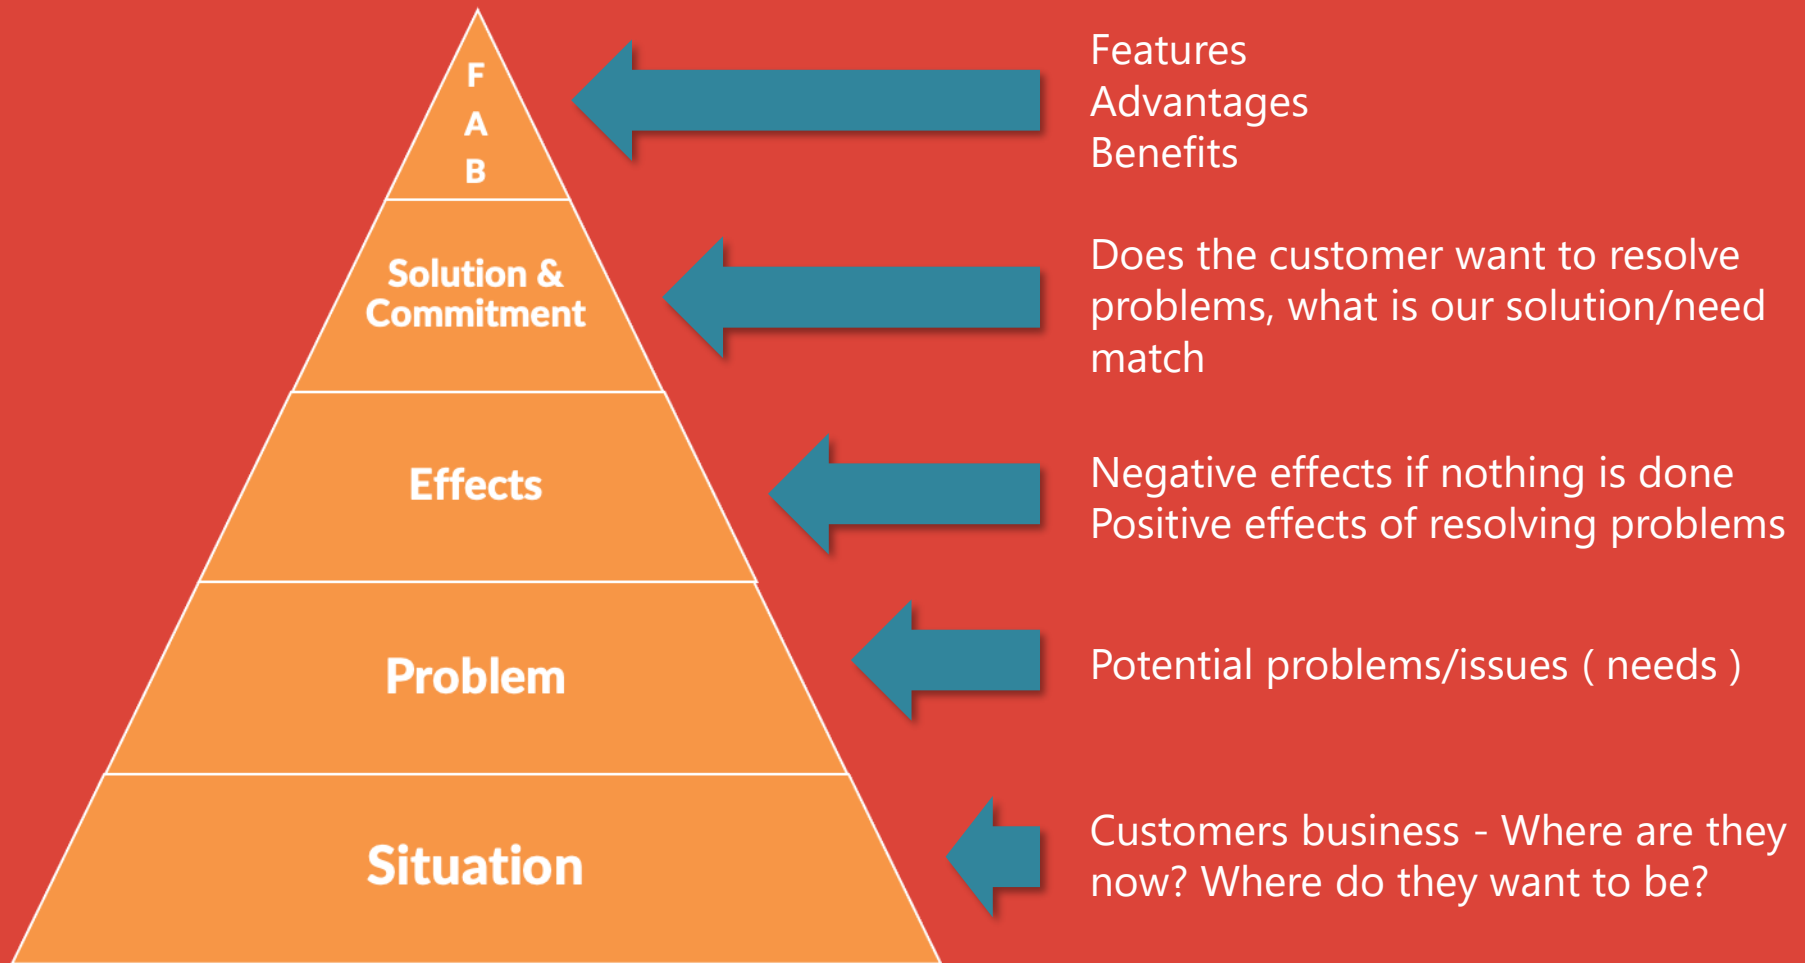 F
A
B
Features
Advantages
Benefits
Solution &
Commitment
Does the customer want to resolve
problems, what is our solution/need
match
Effects
Negative effects if nothing is done
Positive effects of resolving problems
Problem
Potential problems/issues ( needs )
Situation
Customers business - Where are they
now? Where do they want to be?